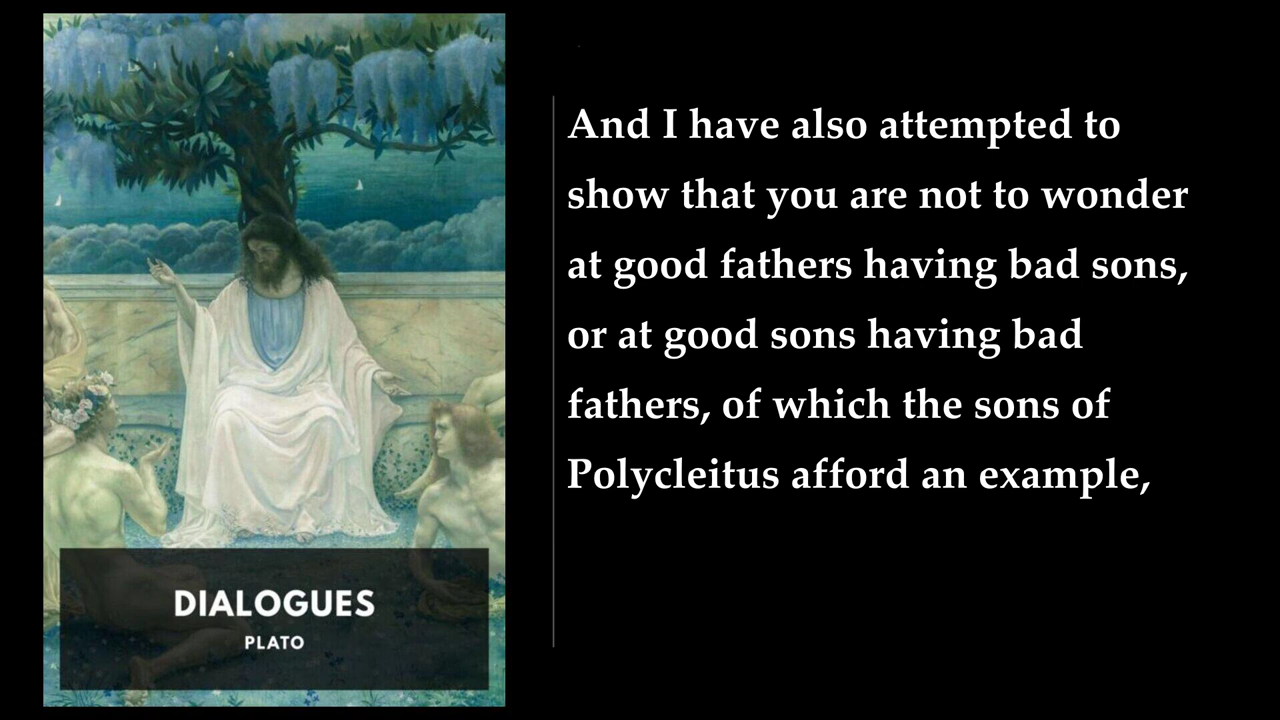 DIALOGUES
PLATO
And I have also attempted to
show that you are not to wonder
at good fathers having bad sons,
or at good sons having bad
fathers, of which the sons of
Polycleitus afford an example,